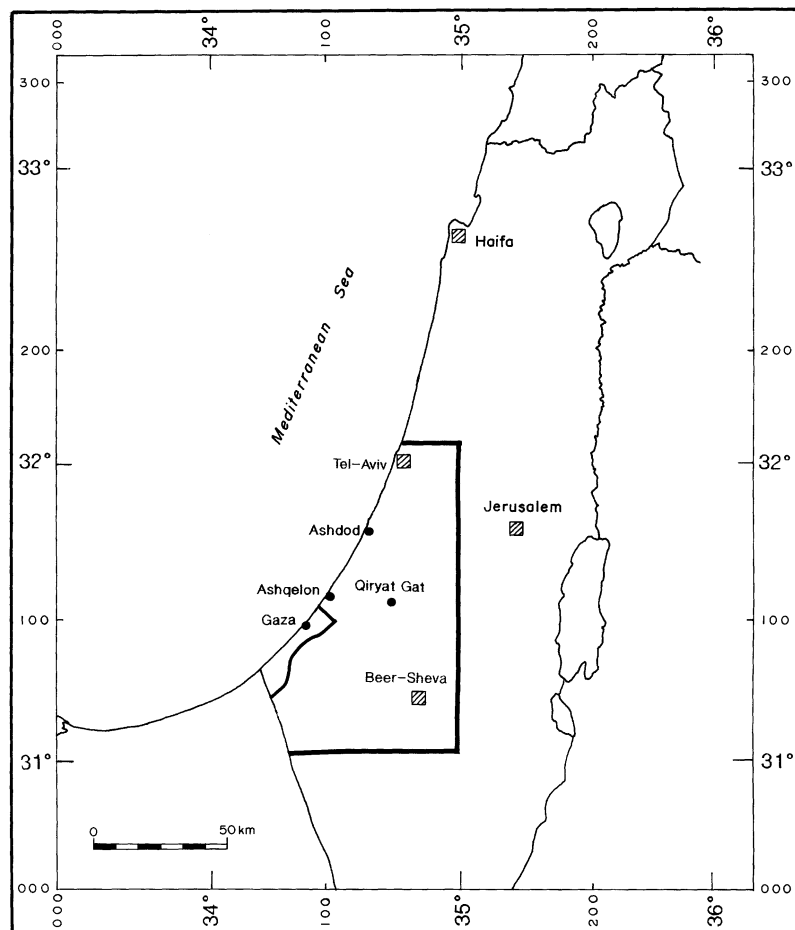 000 34° 100 35° 200 36°
300 300
33° 33°
Haifa
Mediterranean Sea
200 200
32° Tel-Aviv 32°
Jerusalem
Ashdod
Ashqelon Qiryat Gat
100 Gaza 100
Beer-Sheva
31° 31°
0 50 km
000 000
000 34° 100 35° 200 36°